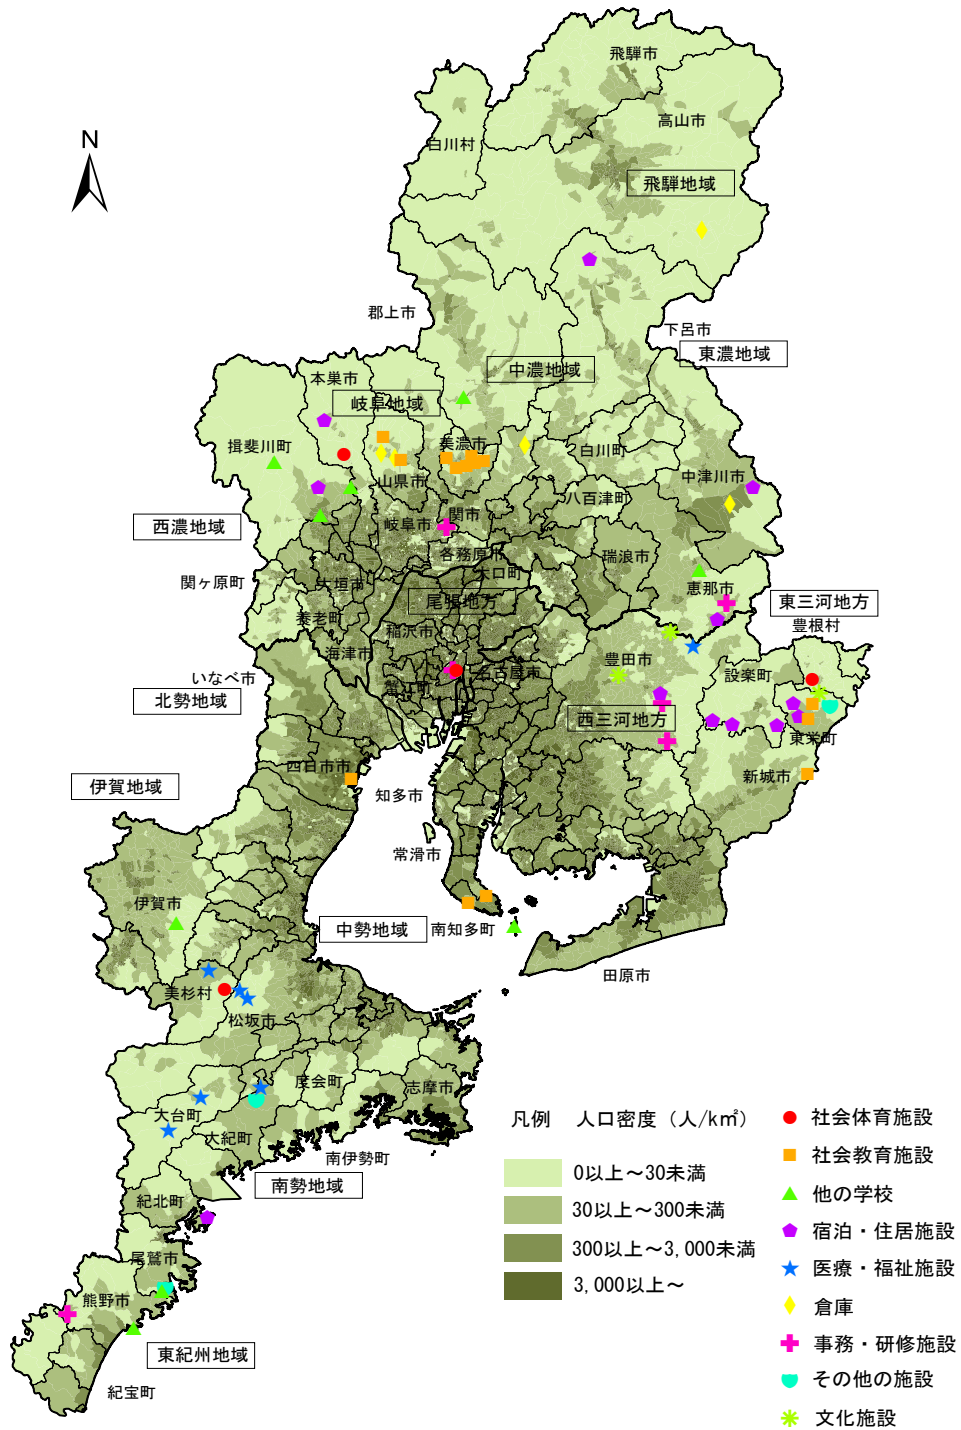 N
飛騨市
高山市
白川村
飛騨地域
郡上市
下呂市
東濃地域
中濃地域
本巣市
岐阜地域
揖斐川町
美濃市
白川町
山県市
中津川市
八百津町
西濃地域
岐阜市
関市
各務原市
瑞浪市
大口町
関ヶ原町
大垣市
恵那市
尾張地方
東三河地方
養老町
豊根村
稲沢市
海津市
豊田市
いなべ市
名古屋市
設楽町
蟹江町
北勢地域
西三河地方
東栄町
四日市市
新城市
伊賀地域
知多市
常滑市
伊賀市
中勢地域
南知多町
田原市
美杉村
松坂市
度会町
志摩市
大台町
大紀町
南伊勢町
南勢地域
紀北町
尾鷲市
熊野市
東紀州地域
紀宝町
凡例 人口密度（人/km²）
0以上～30未満
30以上～300未満
300以上～3,000未満
3,000以上～
社会体育施設
社会教育施設
他の学校
宿泊・住居施設
医療・福祉施設
倉庫
事務・研修施設
その他の施設
文化施設